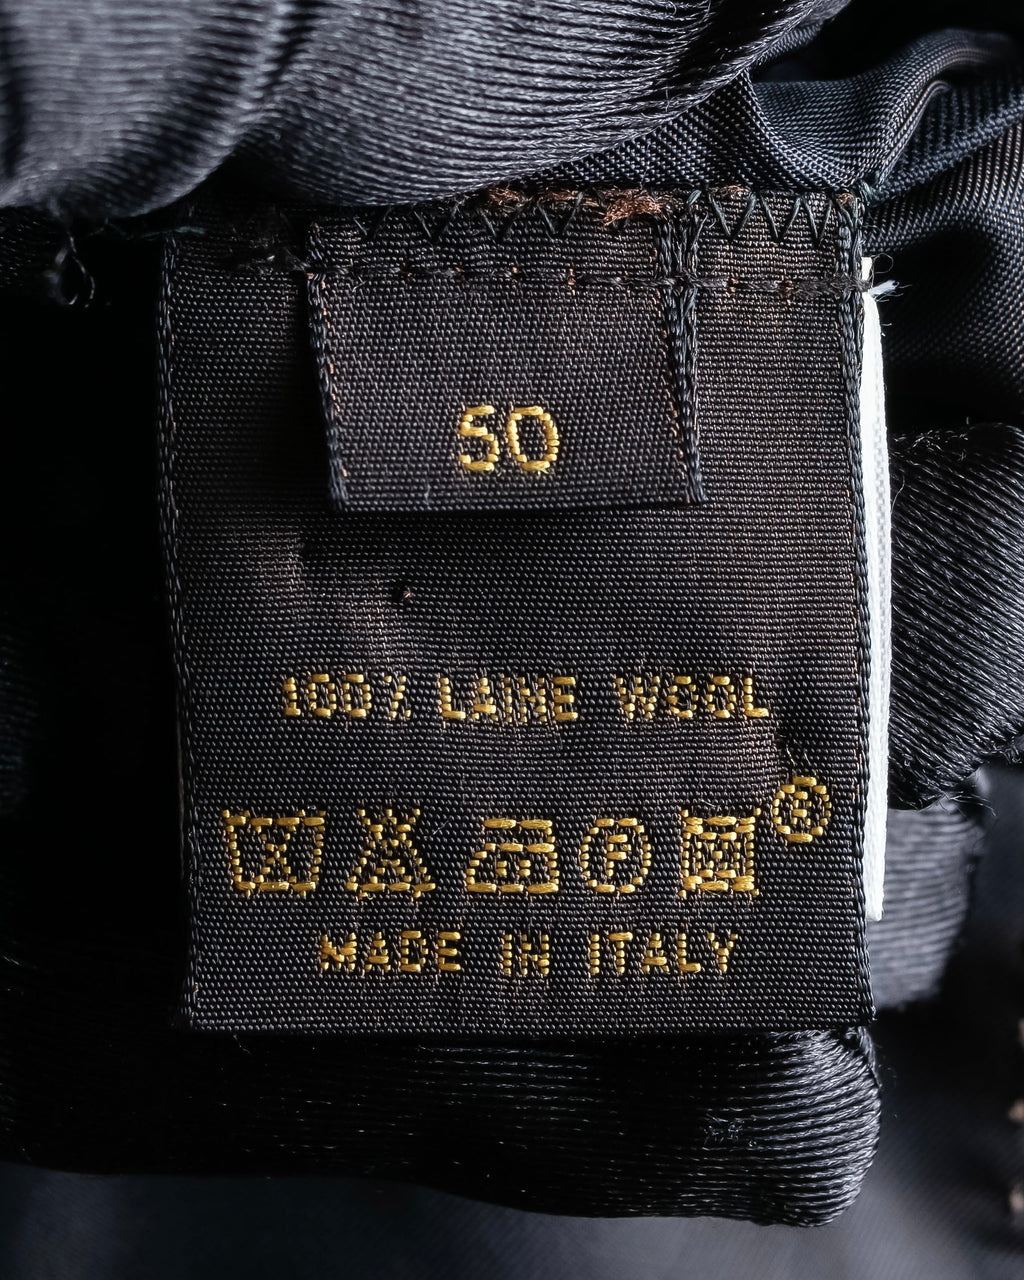 50
100% LAINE WOOL
F ®
MADE IN ITALY